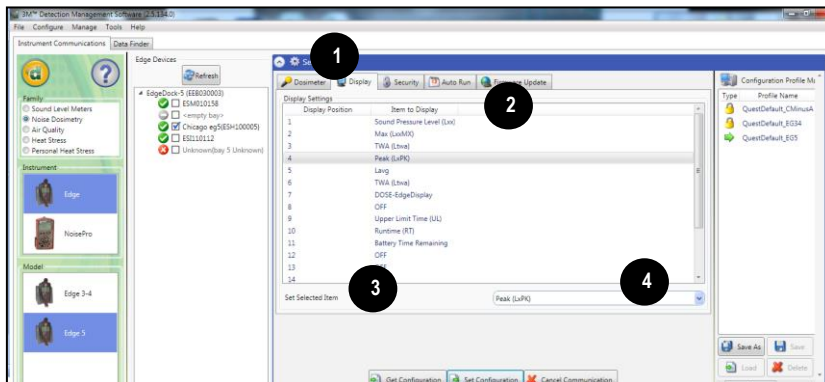 3M™ Detection Management Software (2.5.134.0)
File Configure Manage Tools Help
Instrument Communications Data Finder
Family
Sound Level Meters
Noise Dosimetry
Air Quality
Heat Stress
Personal Heat Stress
Instrument
Edge
NoisePro
Model
Edge 3-4
Edge 5
Edge Devices
Refresh
EdgeDock-5 (EEB030003)
ESM010158
<empty bay>
Chicago eg5(ESH100005)
ESI110112
Unknown(bay 5 Unknown)
1
Dosimeter Display Security Auto Run Firmware Update
2
Display Settings
Display Position Item to Display
1 Sound Pressure Level (Lxx)
2 Max (LxxMX)
3 TWA (Ltwa)
4 Peak (LxPK)
5 Lavg
6 TWA (Ltwa)
7 DOSE-EdgeDisplay
8 OFF
9 Upper Limit Time (UL)
10 Runtime (RT)
11 Battery Time Remaining
12 OFF
13
14
3
4
Set Selected Item Peak (LxPK)
Get Configuration Set Configuration Cancel Communication
Type Profile Name
QuestDefault_CMinusA
QuestDefault_EG34
QuestDefault_EG5
Save As Save
Load Delete